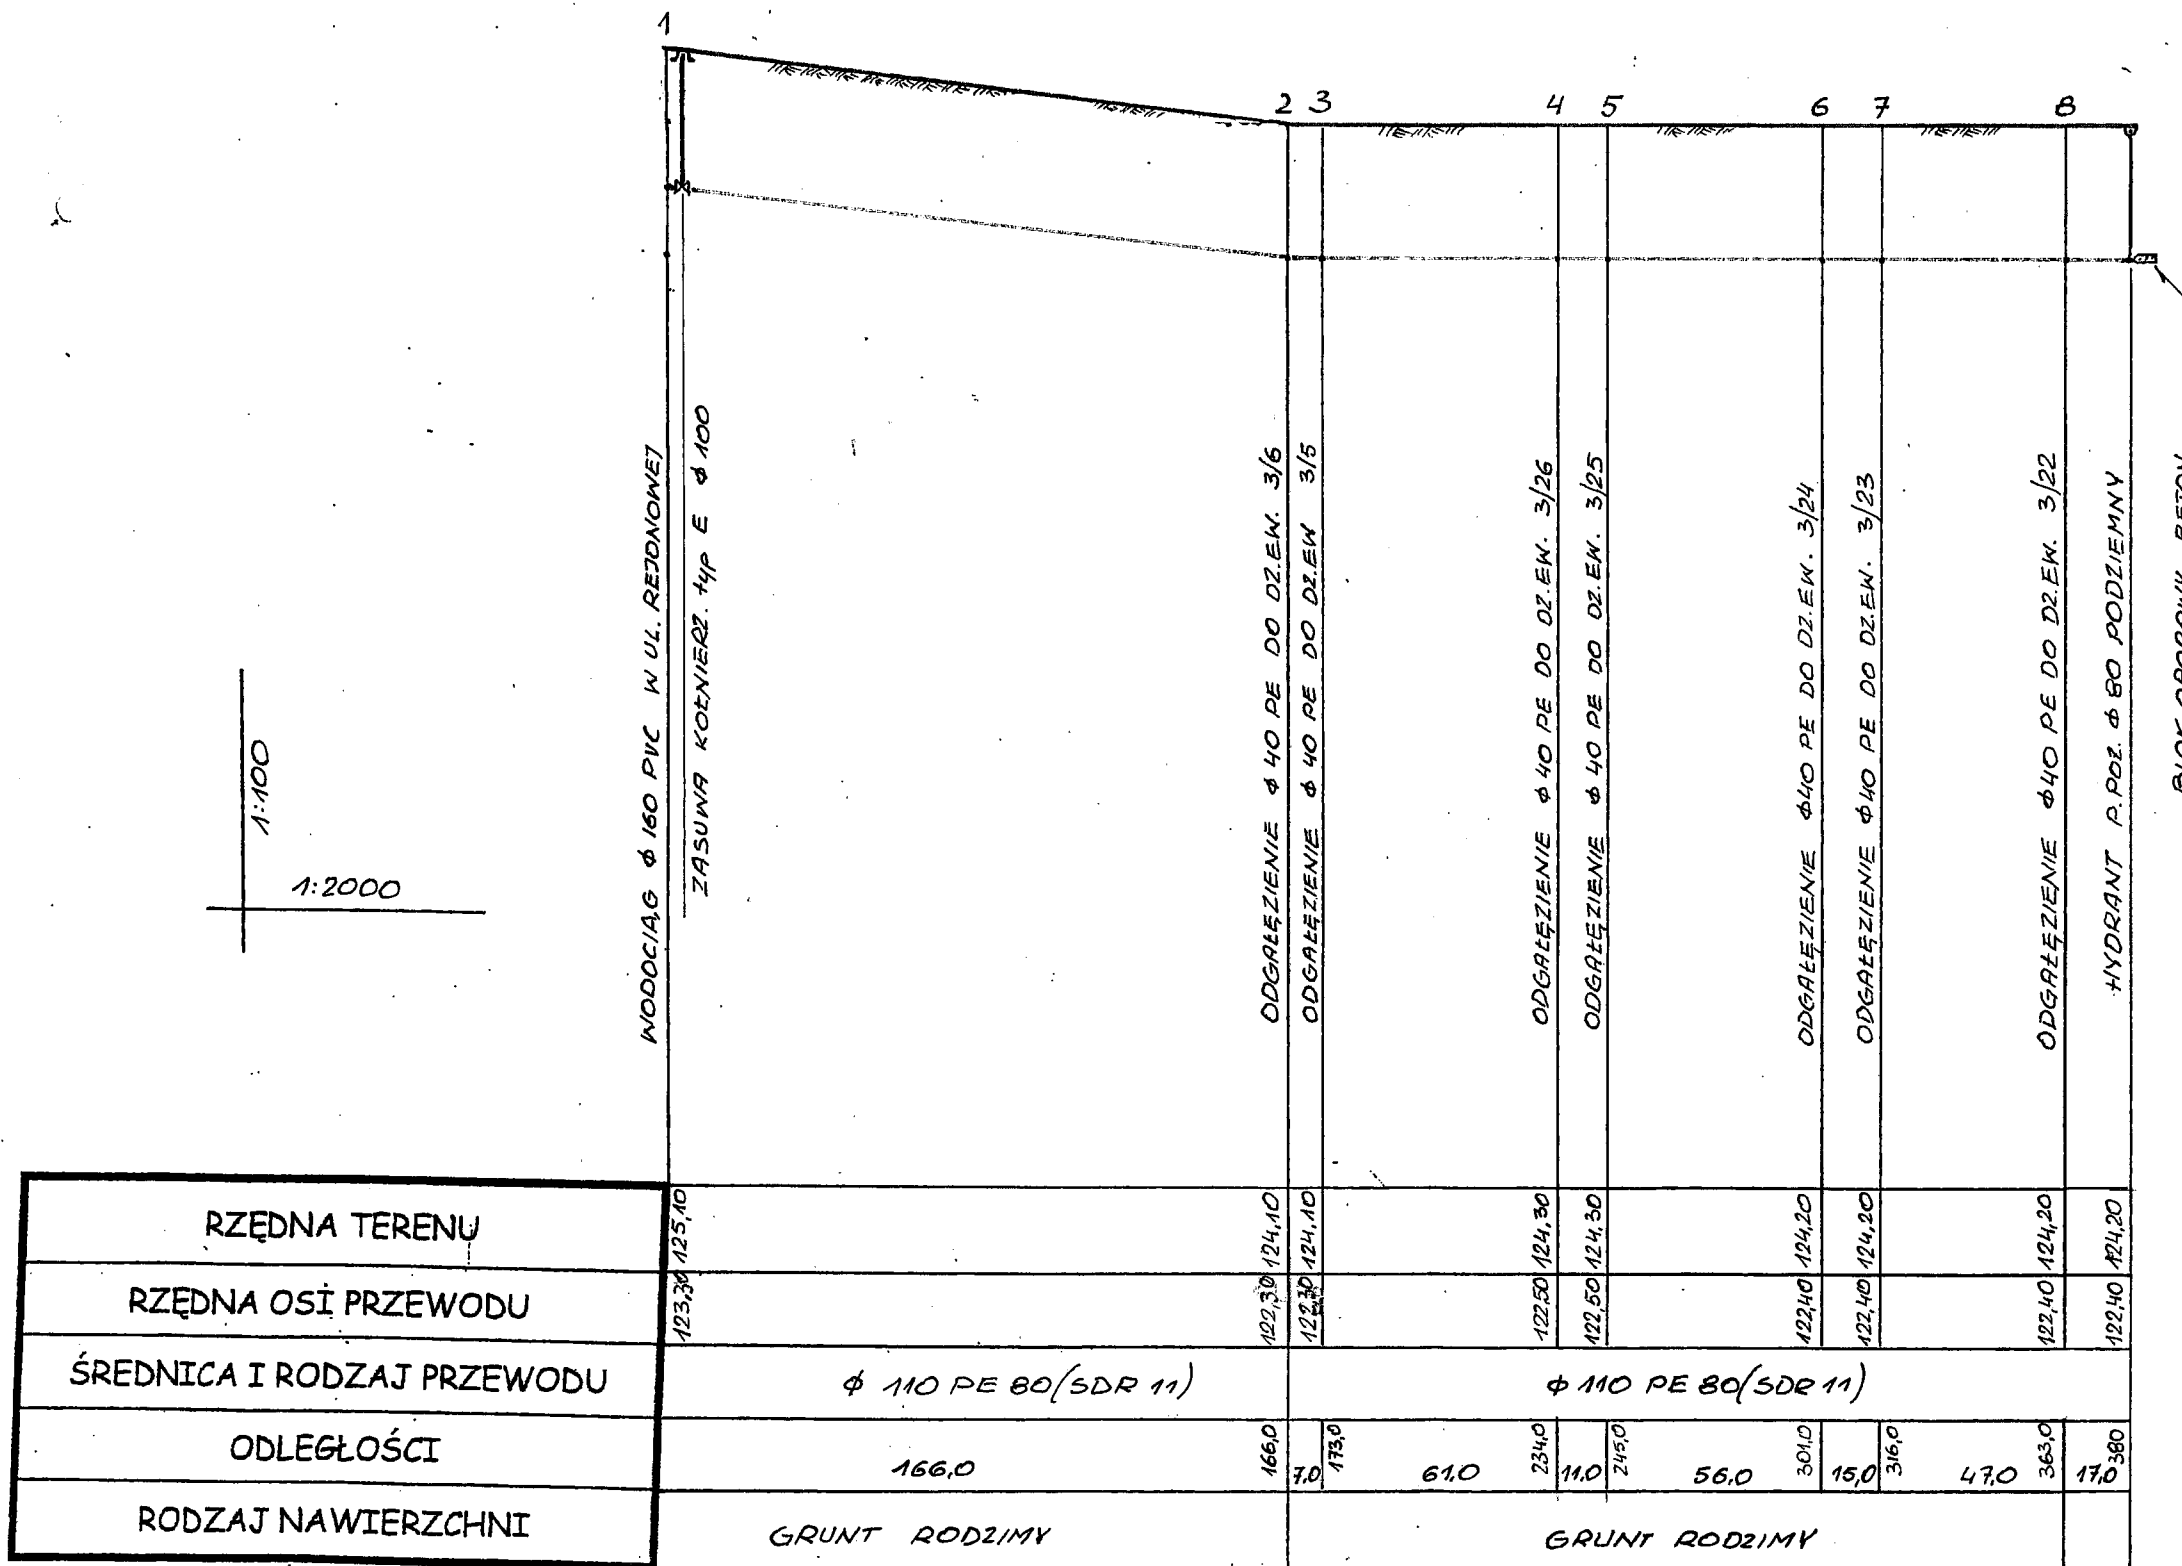 1
2 3 4 5 6 7 8
WODOCIĄG φ 160 PVC W UL. REJONOWEJ
ZASUWA KOŁNIERZ. typ E φ 100
ODGAŁĘZIENIE φ 40 PE DO DZ.EW. 3/6
ODGAŁĘZIENIE φ 40 PE DO DZ.EW 3/5
ODGAŁĘZIENIE φ 40 PE DO DZ.EW. 3/26
ODGAŁĘZIENIE φ 40 PE DO DZ.EW. 3/25
ODGAŁĘZIENIE φ40 PE DO DZ.EW. 3/24
ODGAŁĘZIENIE φ40 PE DO DZ.EW. 3/23
ODGAŁĘZIENIE φ40 PE DO DZ.EW. 3/22
HYDRANT P.POŻ. φ 80 PODZIEMNY
1:100
1:2000
RZĘDNA TERENU
125,10 124,10 124,10 124,30 124,30 124,20 124,20 124,20 124,20
RZĘDNA OSI PRZEWODU
123,30 122,30 122,30 122,50 122,50 122,40 122,40 122,40 122,40
ŚREDNICA I RODZAJ PRZEWODU
φ 110 PE 80(SDR 11) φ 110 PE 80(SDR 11)
ODLEGŁOŚCI
166,0 166,0 7,0 173,0 61,0 234,0 11,0 245,0 56,0 301,0 15,0 316,0 47,0 363,0 17,0 380
RODZAJ NAWIERZCHNI
GRUNT RODZIMY GRUNT RODZIMY